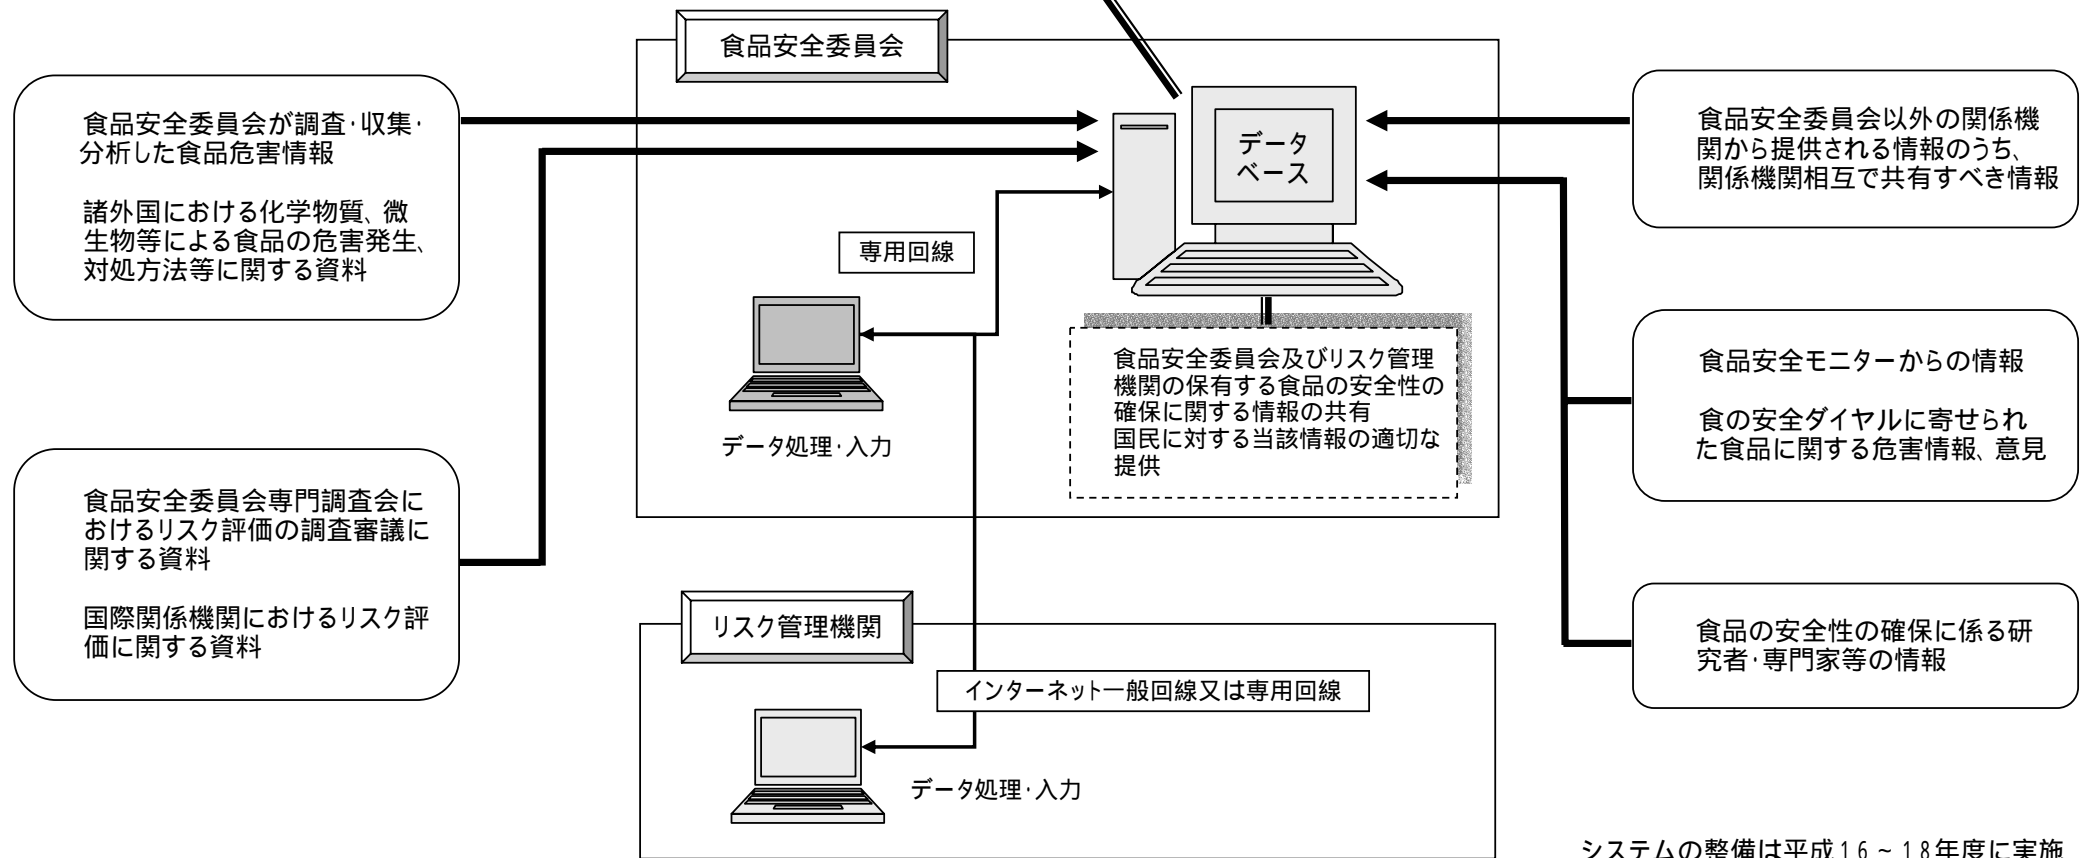 食品安全委員会
食品安全委員会が調査・収集・
分析した食品危害情報
諸外国における化学物質、微
生物等による食品の危害発生、
対処方法等に関する資料
食品安全委員会専門調査会に
おけるリスク評価の調査審議に
関する資料
国際関係機関におけるリスク評
価に関する資料
データ
ベース
専用回線
データ処理・入力
食品安全委員会及びリスク管理
機関の保有する食品の安全性の
確保に関する情報の共有
国民に対する当該情報の適切な
提供
リスク管理機関
インターネット一般回線又は専用回線
データ処理・入力
食品安全委員会以外の関係機
関から提供される情報のうち、
関係機関相互で共有すべき情報
食品安全モニターからの情報
食の安全ダイヤルに寄せられ
た食品に関する危害情報、意見
食品の安全性の確保に係る研
究者・専門家等の情報
システムの整備は平成16~18年度に実施